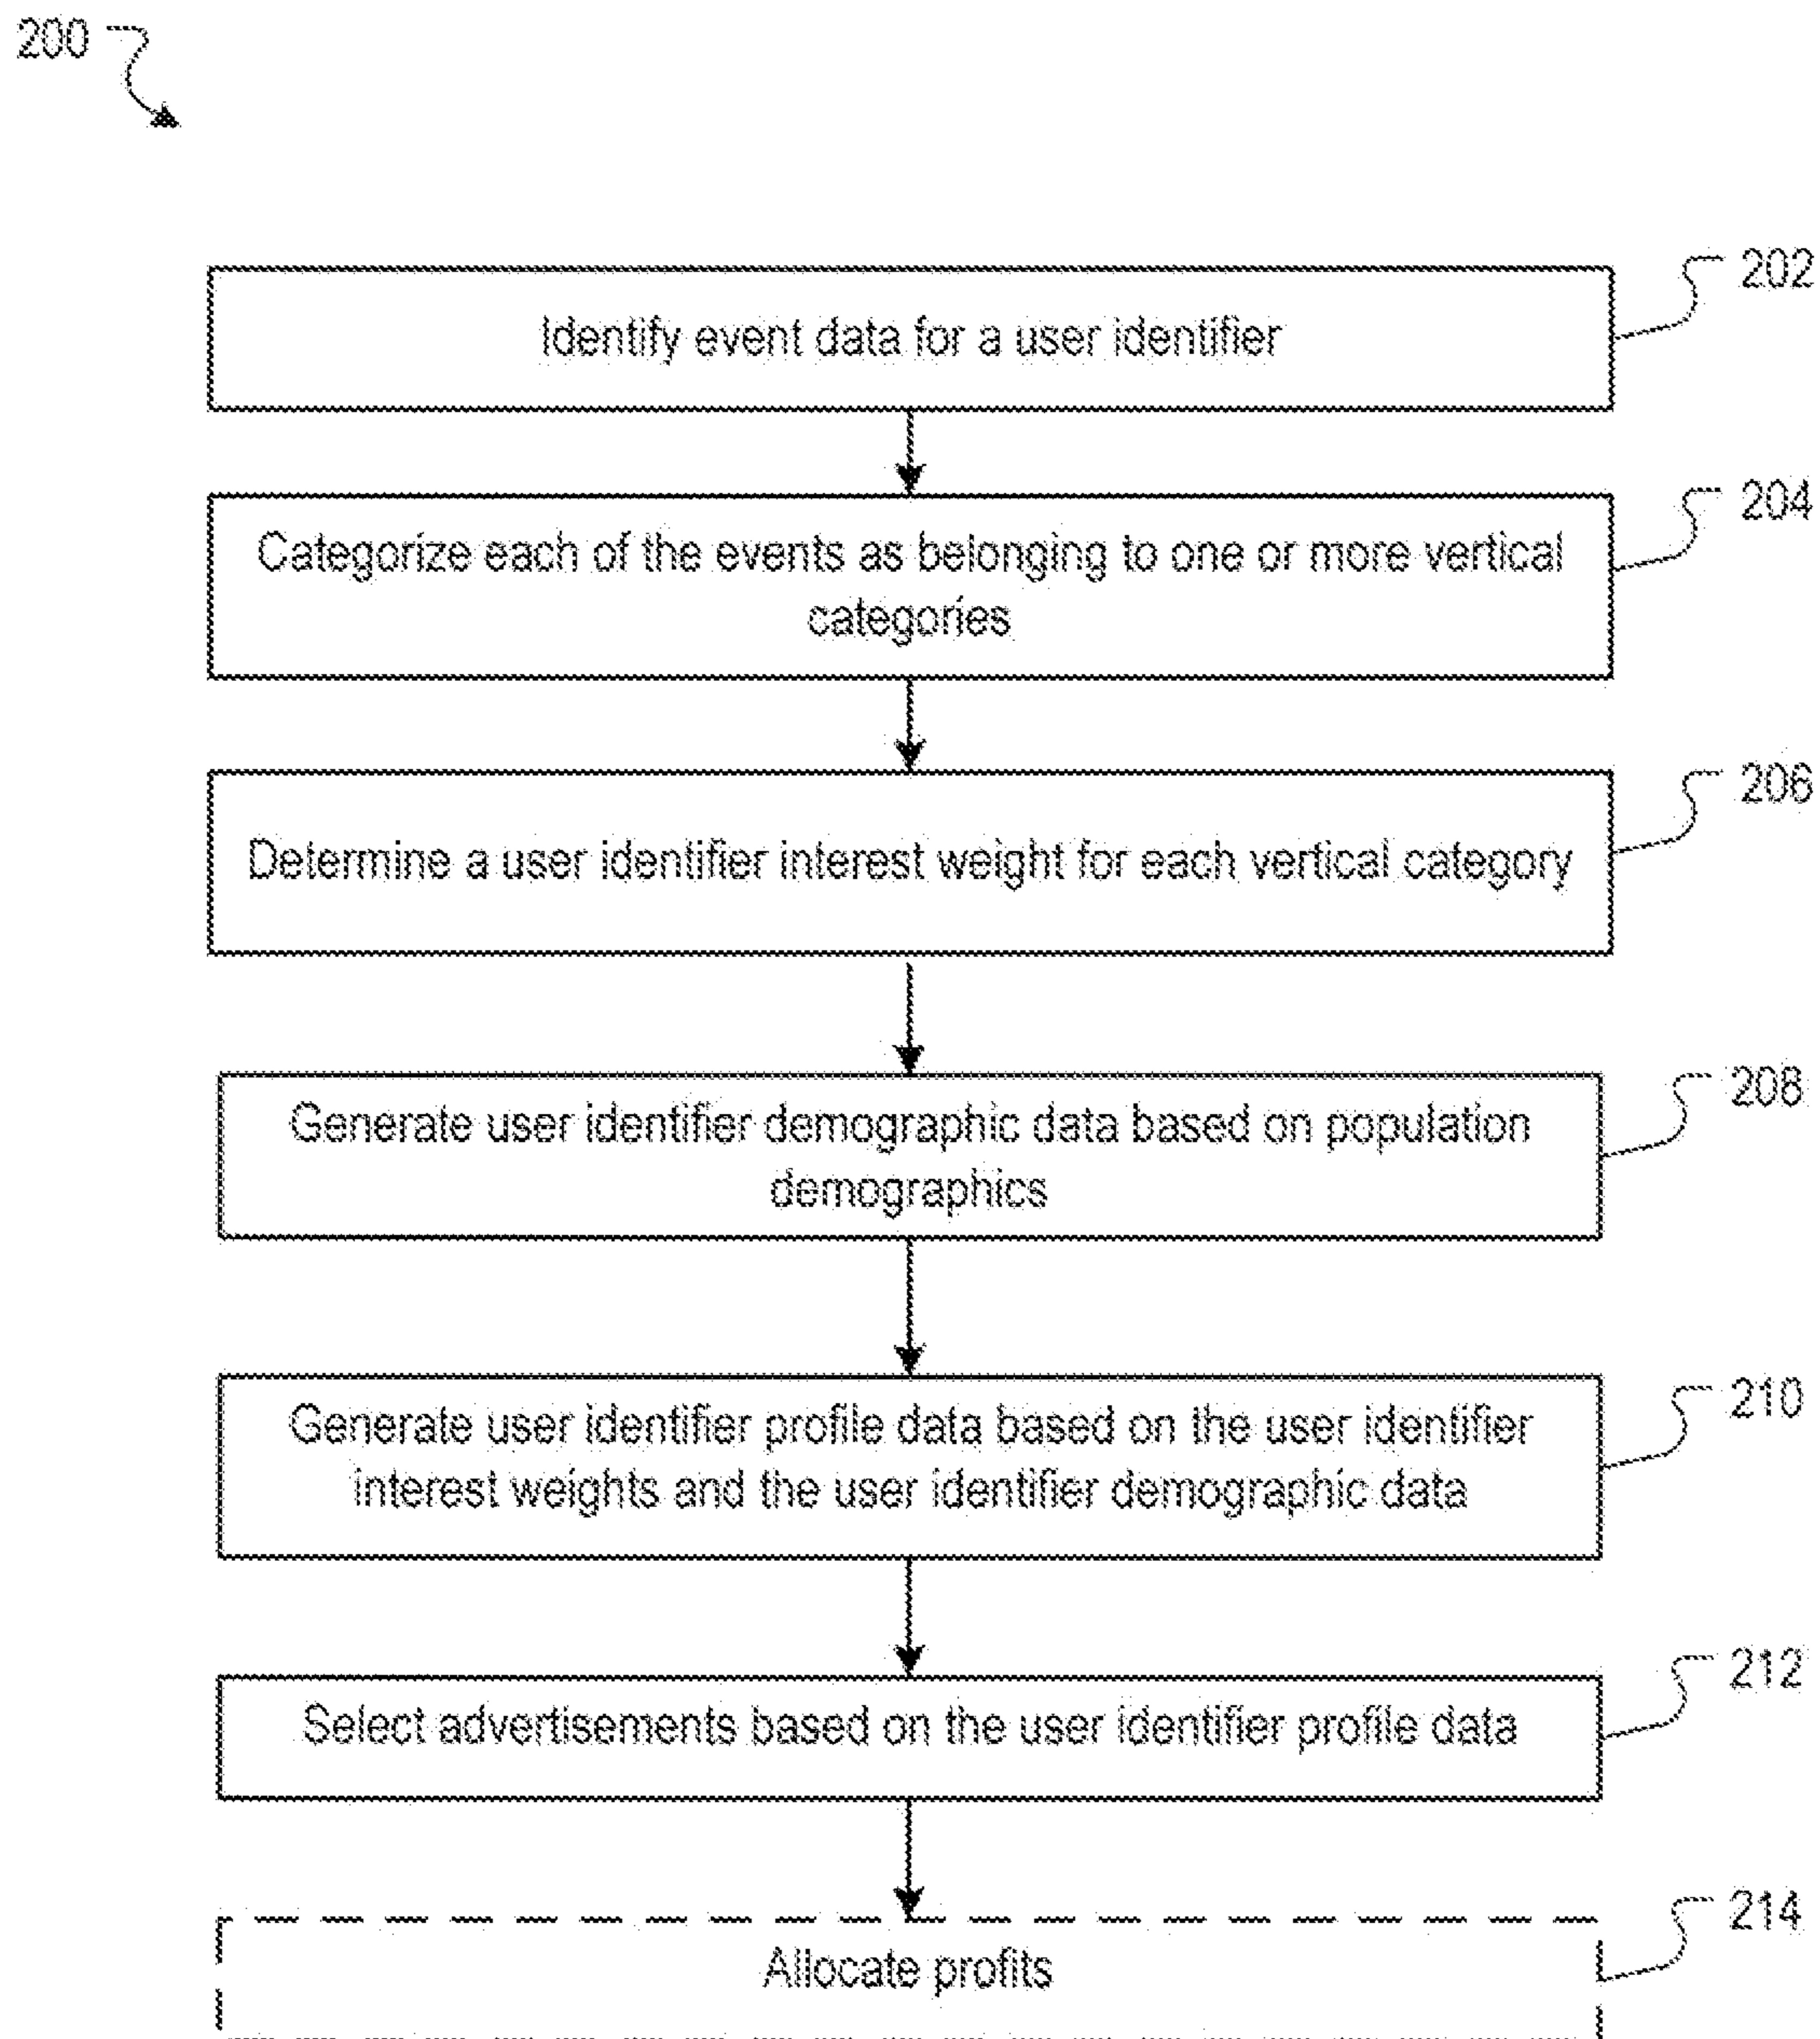 200
202
Identify event data for a user identifier
204
Categorize each of the events as belonging to one or more vertical
categories
206
Determine a user identifier interest weight for each vertical category
208
Generate user identifier demographic data based on population
demographics
210
Generate user identifier profile data based on the user identifier
interest weights and the user identifier demographic data
212
Select advertisements based on the user identifier profile data
214
Allocate profits